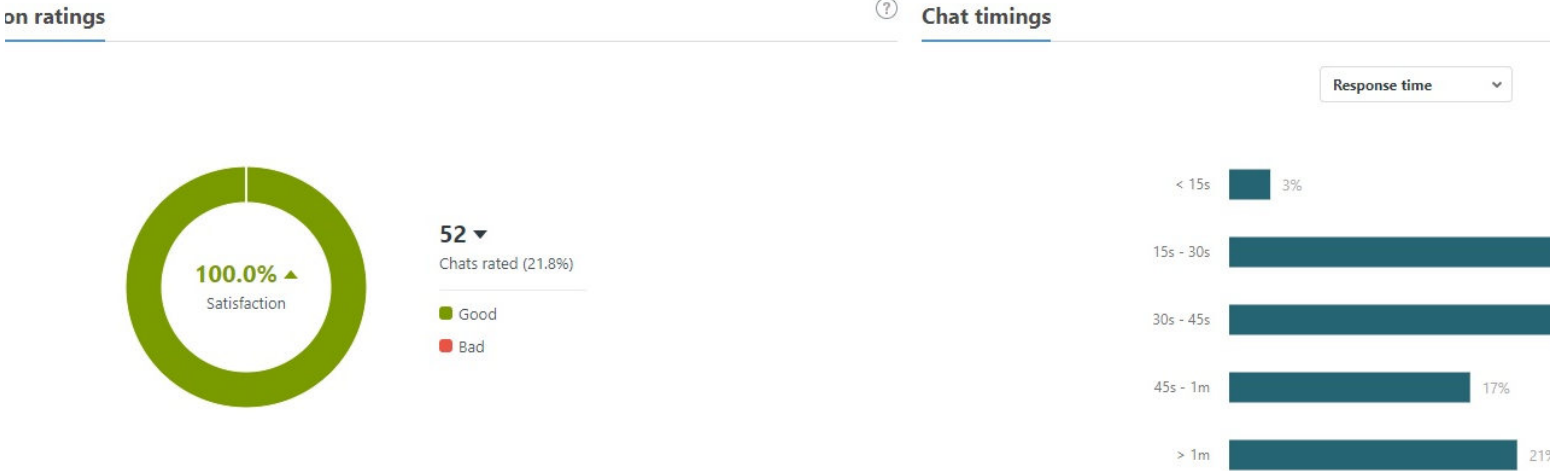 on ratings
?
100.0%
Satisfaction
52
Chats rated (21.8%)
Good
Bad
Chat timings
Response time
< 15s
3%
15s - 30s
30s - 45s
45s - 1m
17%
> 1m
21%